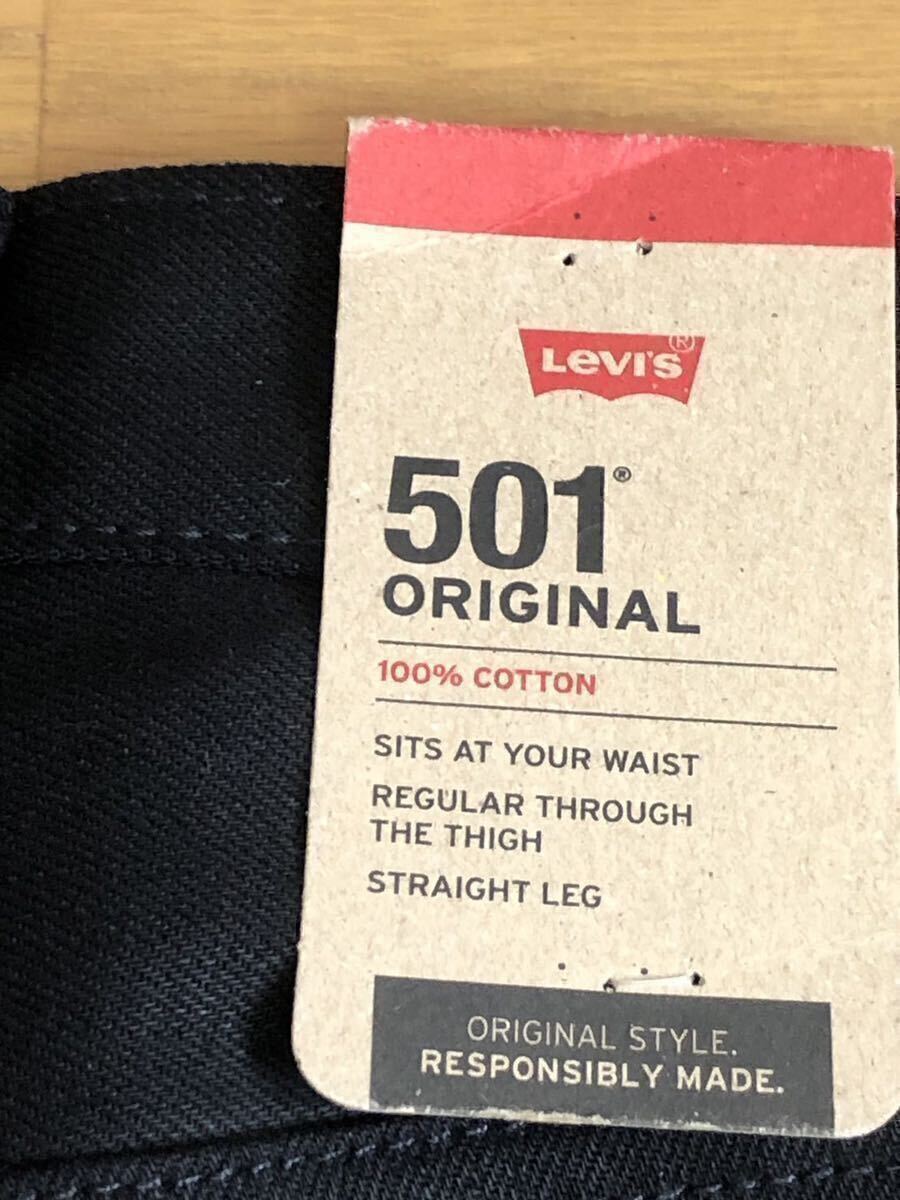 LEVI'S®
501®
ORIGINAL
100% COTTON
SITS AT YOUR WAIST
REGULAR THROUGH
THE THIGH
STRAIGHT LEG
ORIGINAL STYLE.
RESPONSIBLY MADE.